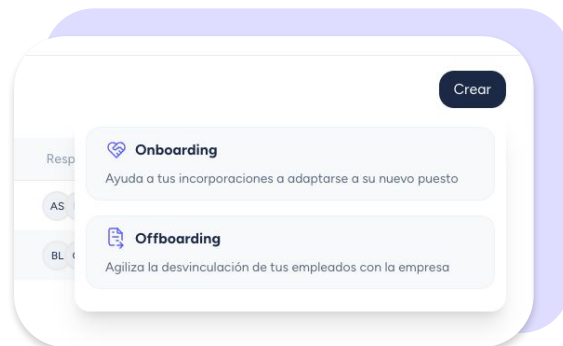 Crear
Onboarding
Resp
Ayuda a tus incorporaciones a adaptarse a su nuevo puesto
AS
Offboarding
BL
Agiliza la desvinculación de tus empleados con la empresa